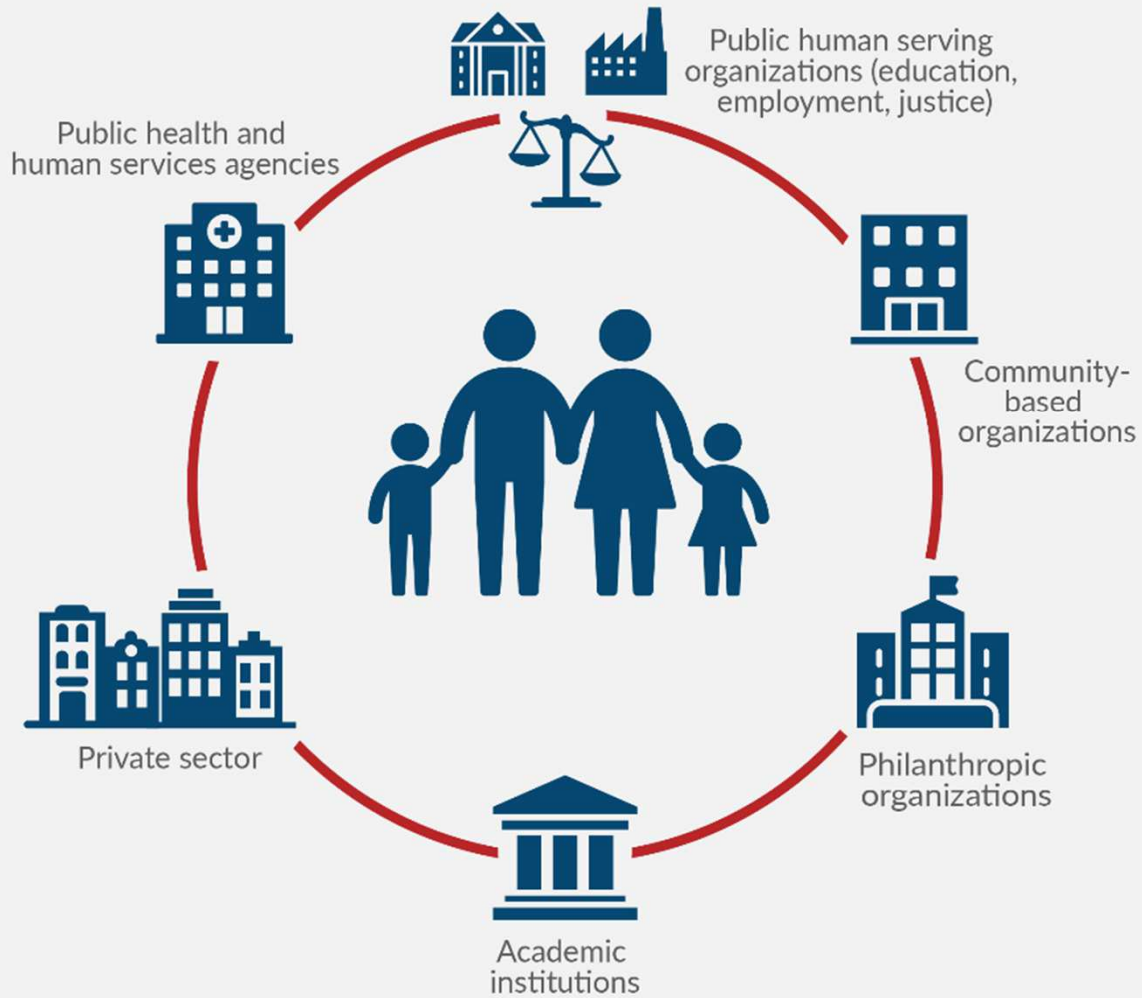 Public human serving
organizations (education,
employment, justice)
Public health and
human services agencies
Community-
based
organizations
Private sector
Philanthropic
organizations
Academic
institutions